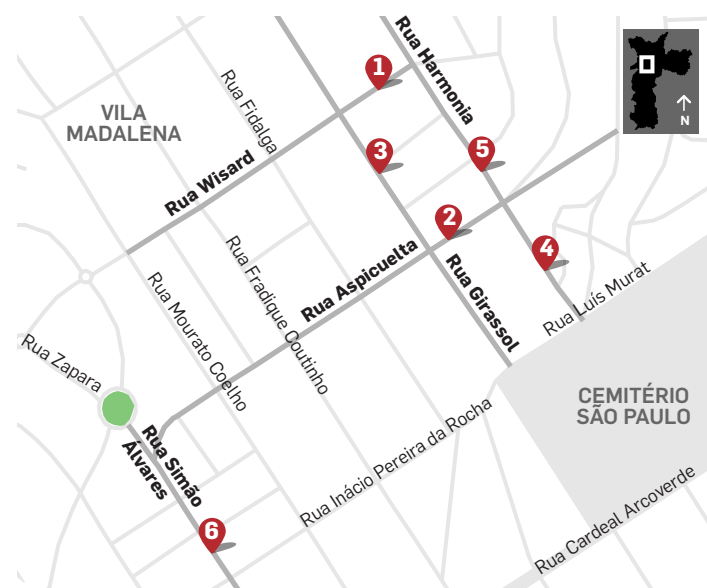 Rua Harmonia
1
Rua Fidalga
VILA
MADALENA
N
3
5
Rua Wisard
2
4
Rua Aspicuelta
Rua Girassol
Rua Fradique Coutinho
Rua Mourato Coelho
Rua Luís Murat
Rua Zapara
CEMITÉRIO
SÃO PAULO
Rua Simão
Álvares
Rua Inácio Pereira da Rocha
Rua Cardeal Arcoverde
6